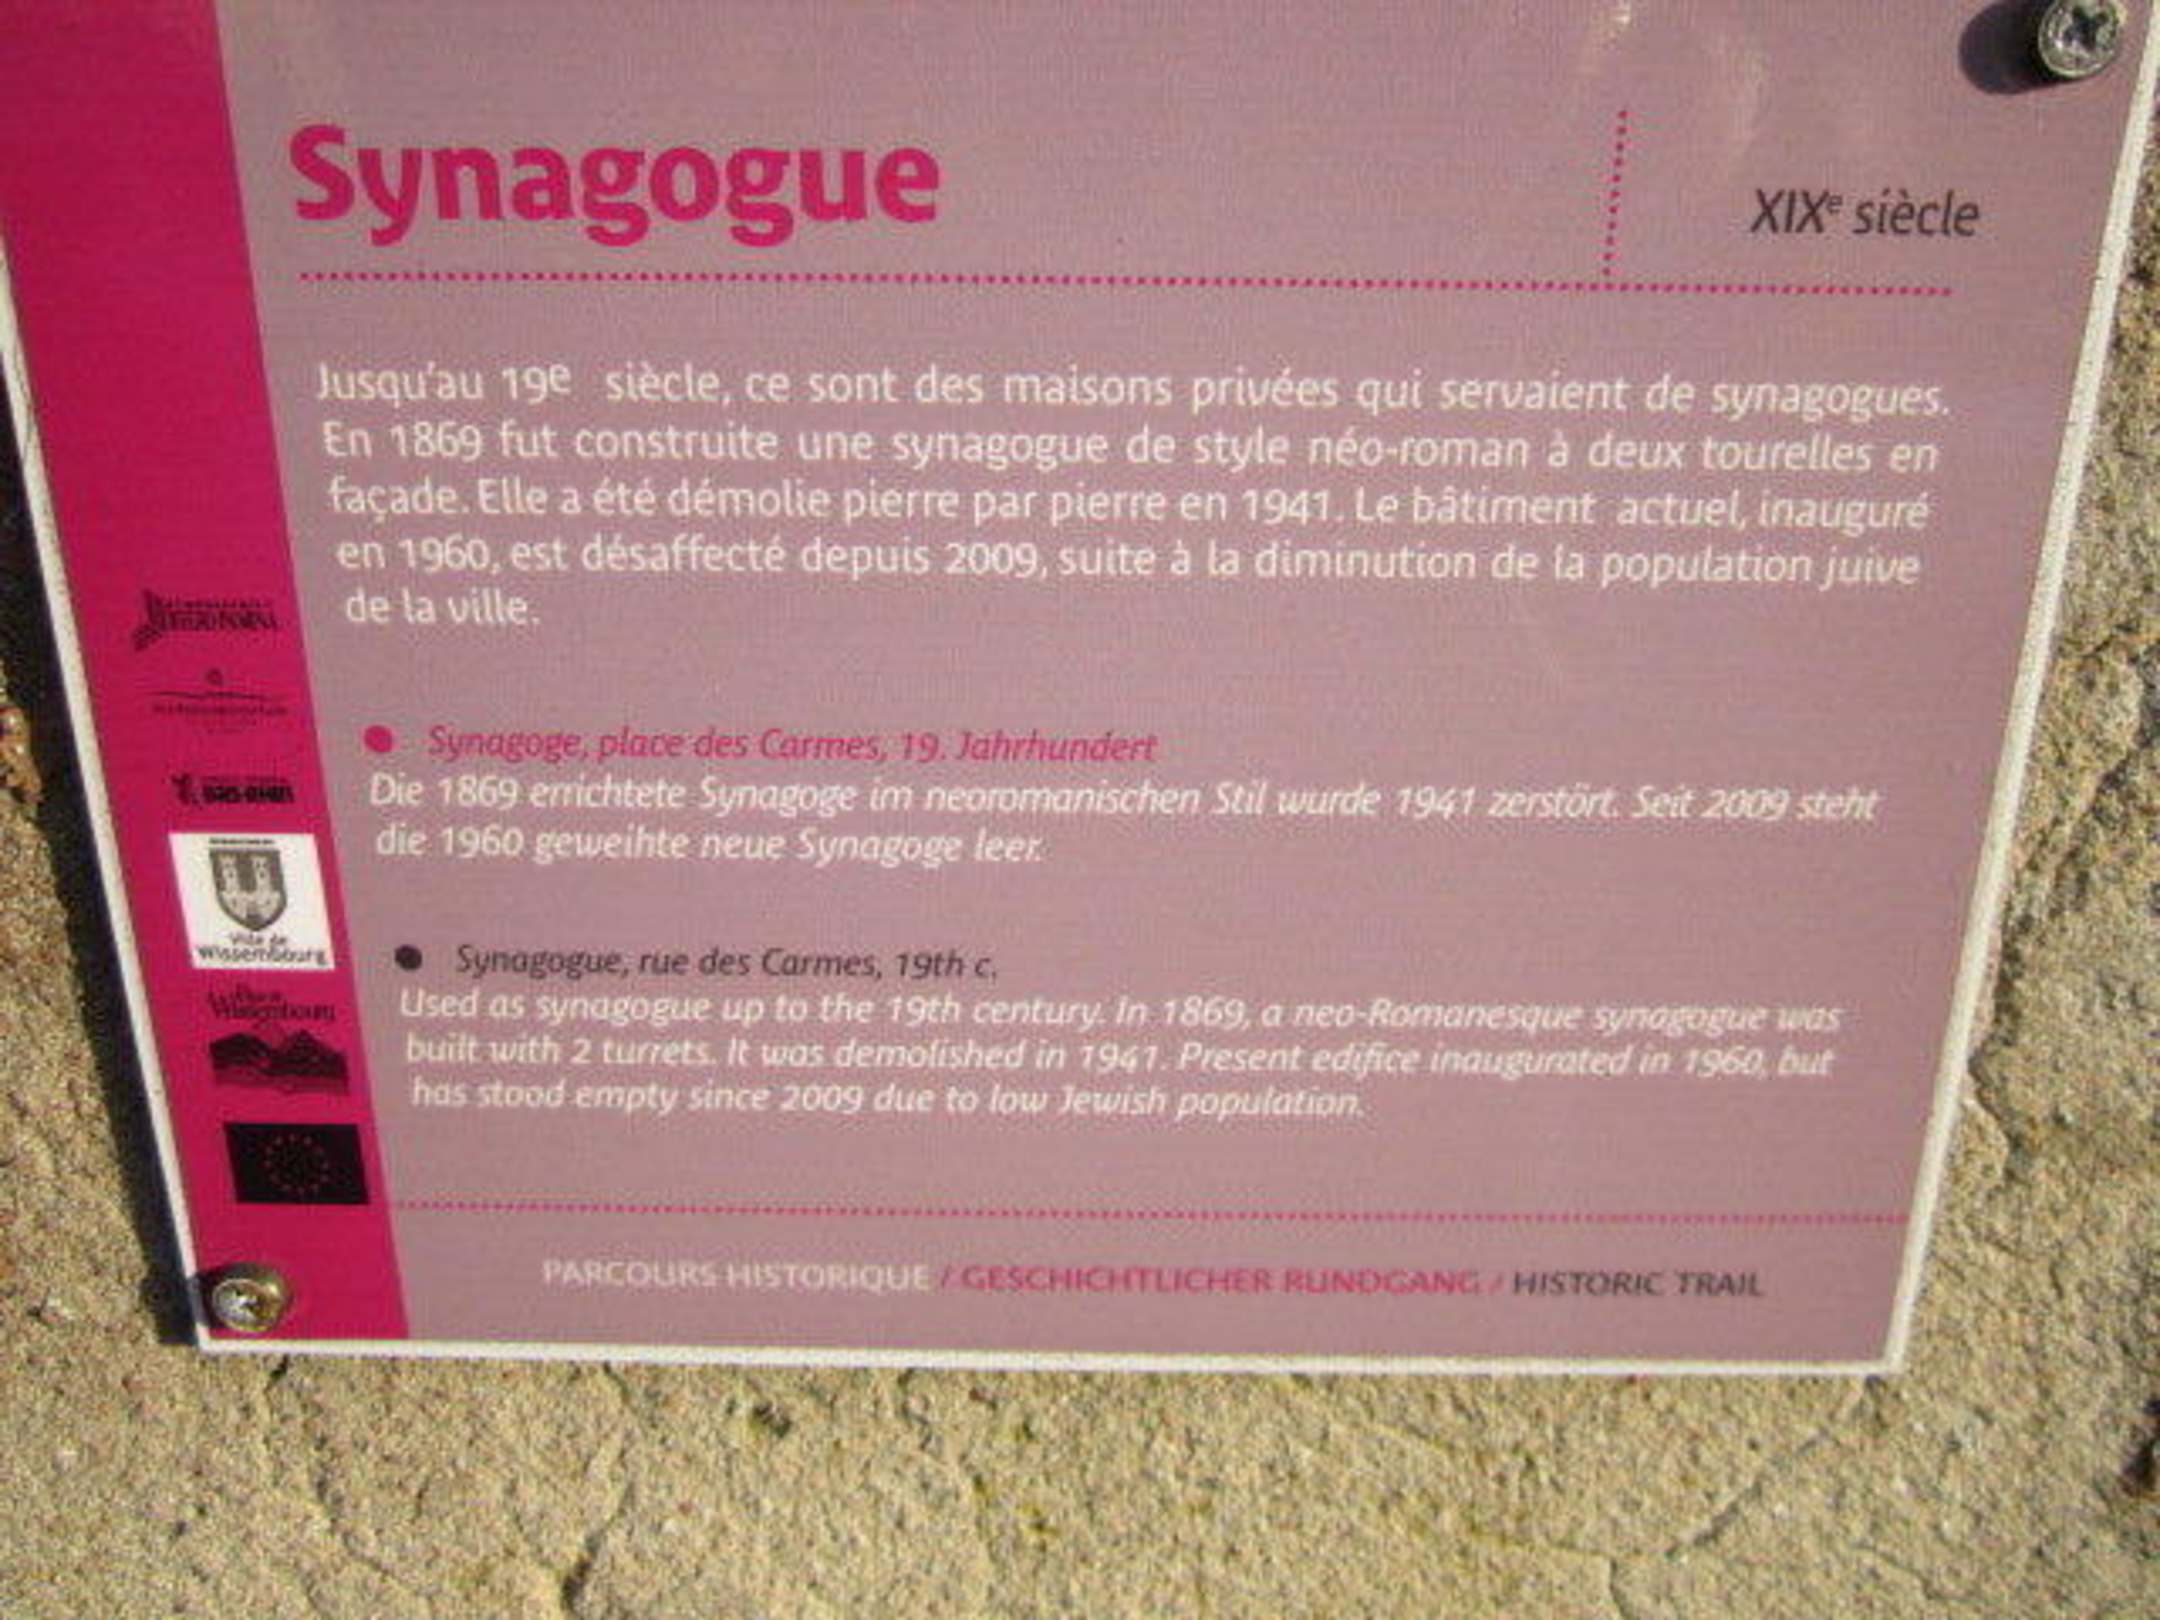 Synagogue
XIXe siècle
Jusqu'au 19e siècle, ce sont des maisons privées qui servaient de synagogues.
En 1869 fut construite une synagogue de style néo-roman à deux tourelles en
façade. Elle a été démolie pierre par pierre en 1941. Le bâtiment actuel, inauguré
en 1960, est désaffecté depuis 2009, suite à la diminution de la population juive
de la ville.
Synagoge, place des Carmes, 19. Jahrhundert
Die 1869 errichtete Synagoge im neoromanischen Stil wurde 1941 zerstört. Seit 2009 steht
die 1960 geweihte neue Synagoge leer.
Synagogue, rue des Carmes, 19th c.
Used as synagogue up to the 19th century. In 1869, a neo-Romanesque synagogue was
built with 2 turrets. It was demolished in 1941. Present edifice inaugurated in 1960, but
has stood empty since 2009 due to low Jewish population.
BAS-RHIN
Ville de
Wissembourg
Wissembourg
PARCOURS HISTORIQUE / GESCHICHTLICHER RUNDGANG / HISTORIC TRAIL